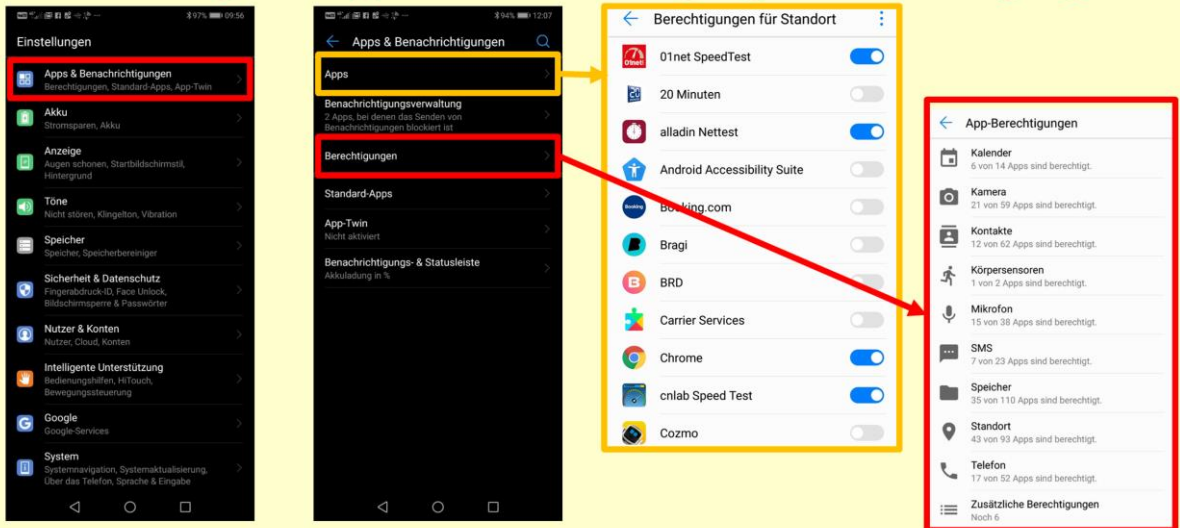 97% 09:56
Einstellungen
Apps & Benachrichtigungen
Berechtigungen, Standard-Apps, App-Twin
Akku
Stromsparen, Akku
Anzeige
Augen schonen, Startbildschirmstil,
Hintergrund
Töne
Nicht stören, Klingelton, Vibration
Speicher
Speicher, Speicherbereiniger
Sicherheit & Datenschutz
Fingerabdruck-ID, Face Unlock,
Bildschirmsperre & Passwörter
Nutzer & Konten
Nutzer, Cloud, Konten
Intelligente Unterstützung
Bedienungshilfen, HiTouch,
Bewegungssteuerung
Google
Google-Services
System
Systemnavigation, Systemaktualisierung,
Über das Telefon, Sprache & Eingabe
94% 12:07
Apps & Benachrichtigungen
Apps
Benachrichtigungsverwaltung
2 Apps, bei denen das Senden von
Benachrichtigungen blockiert ist
Berechtigungen
Standard-Apps
App-Twin
Nicht aktiviert
Benachrichtigungs- & Statusleiste
Akkuladung in %
Berechtigungen für Standort
01net SpeedTest
20 Minuten
alladin Nettest
Android Accessibility Suite
Booking.com
Bragi
BRD
Carrier Services
Chrome
cnlab Speed Test
Cozmo
App-Berechtigungen
Kalender
6 von 14 Apps sind berechtigt.
Kamera
21 von 59 Apps sind berechtigt.
Kontakte
12 von 62 Apps sind berechtigt.
Körpersensoren
1 von 2 Apps sind berechtigt.
Mikrofon
15 von 38 Apps sind berechtigt.
SMS
7 von 23 Apps sind berechtigt.
Speicher
35 von 110 Apps sind berechtigt.
Standort
43 von 93 Apps sind berechtigt.
Telefon
17 von 52 Apps sind berechtigt.
Zusätzliche Berechtigungen
Noch 6